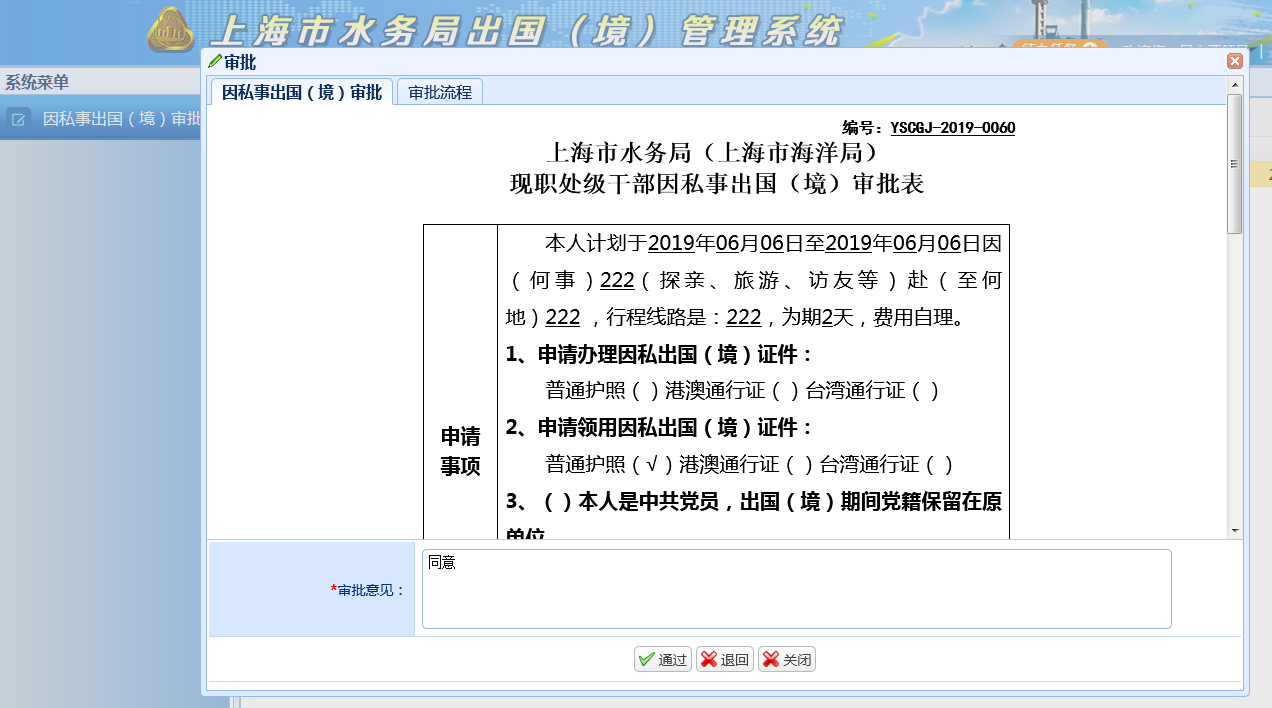 上海市水务局出国（境）管理系统
系统菜单
因私事出国（境）审批
审批
因私事出国（境）审批 审批流程
编号：YSCGJ-2019-0060
上海市水务局（上海市海洋局）
现职处级干部因私事出国（境）审批表
申请
事项
本人计划于2019年06月06日至2019年06月06日因
（何事）222（探亲、旅游、访友等）赴（至何
地）222 ，行程线路是：222，为期2天，费用自理。
1、申请办理因私出国（境）证件：
普通护照（ ）港澳通行证（ ）台湾通行证（ ）
2、申请领用因私出国（境）证件：
普通护照（√ ）港澳通行证（ ）台湾通行证（ ）
3、（ ）本人是中共党员，出国（境）期间党籍保留在原
单位
*审批意见：
同意
通过 退回 关闭